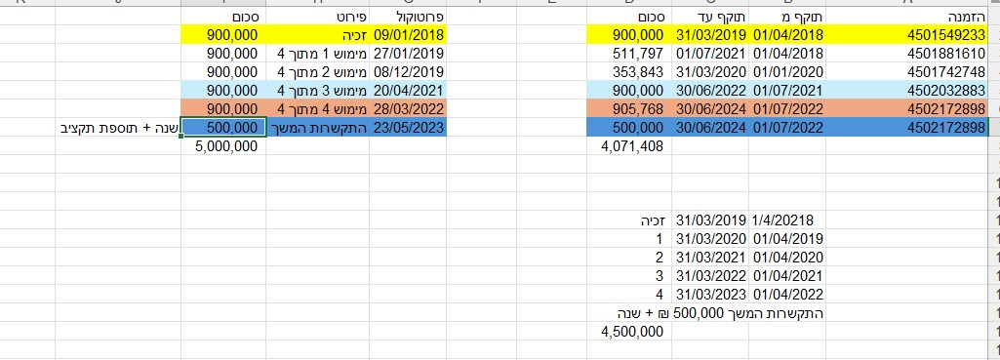 הזמנה תוקף מ תוקף עד סכום פרוטוקול פירוט סכום
4501549233 01/04/2018 31/03/2019 900,000 09/01/2018 זכיה 900,000
4501881610 01/04/2018 01/07/2021 511,797 27/01/2019 מימוש 1 מתוך 4 900,000
4501742748 01/01/2020 31/03/2020 353,843 08/12/2019 מימוש 2 מתוך 4 900,000
4502032883 01/07/2021 30/06/2022 900,000 20/04/2021 מימוש 3 מתוך 4 900,000
4502172898 01/07/2022 30/06/2024 905,768 28/03/2022 מימוש 4 מתוך 4 900,000
4502172898 01/07/2022 30/06/2024 500,000 23/05/2023 התקשרות המשך 500,000 שנה + תוספת תקציב
4,071,408 5,000,000
1/4/20218 31/03/2019 זכיה
01/04/2019 31/03/2020 1
01/04/2020 31/03/2021 2
01/04/2021 31/03/2022 3
01/04/2022 31/03/2023 4
התקשרות המשך 500,000 ₪ + שנה
4,500,000